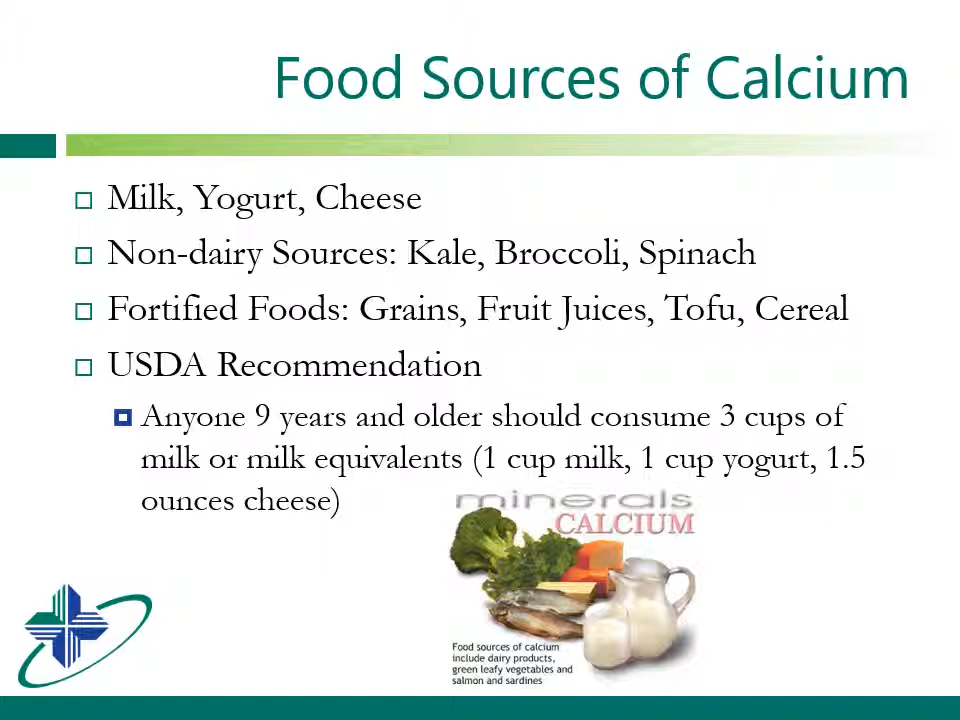 Food Sources of Calcium
Milk, Yogurt, Cheese
Non-dairy Sources: Kale, Broccoli, Spinach
Fortified Foods: Grains, Fruit Juices, Tofu, Cereal
USDA Recommendation
Anyone 9 years and older should consume 3 cups of
milk or milk equivalents (1 cup milk, 1 cup yogurt, 1.5
ounces cheese)
minerals
CALCIUM
Food sources of calcium
include dairy products,
green leafy vegetables and
salmon and sardines